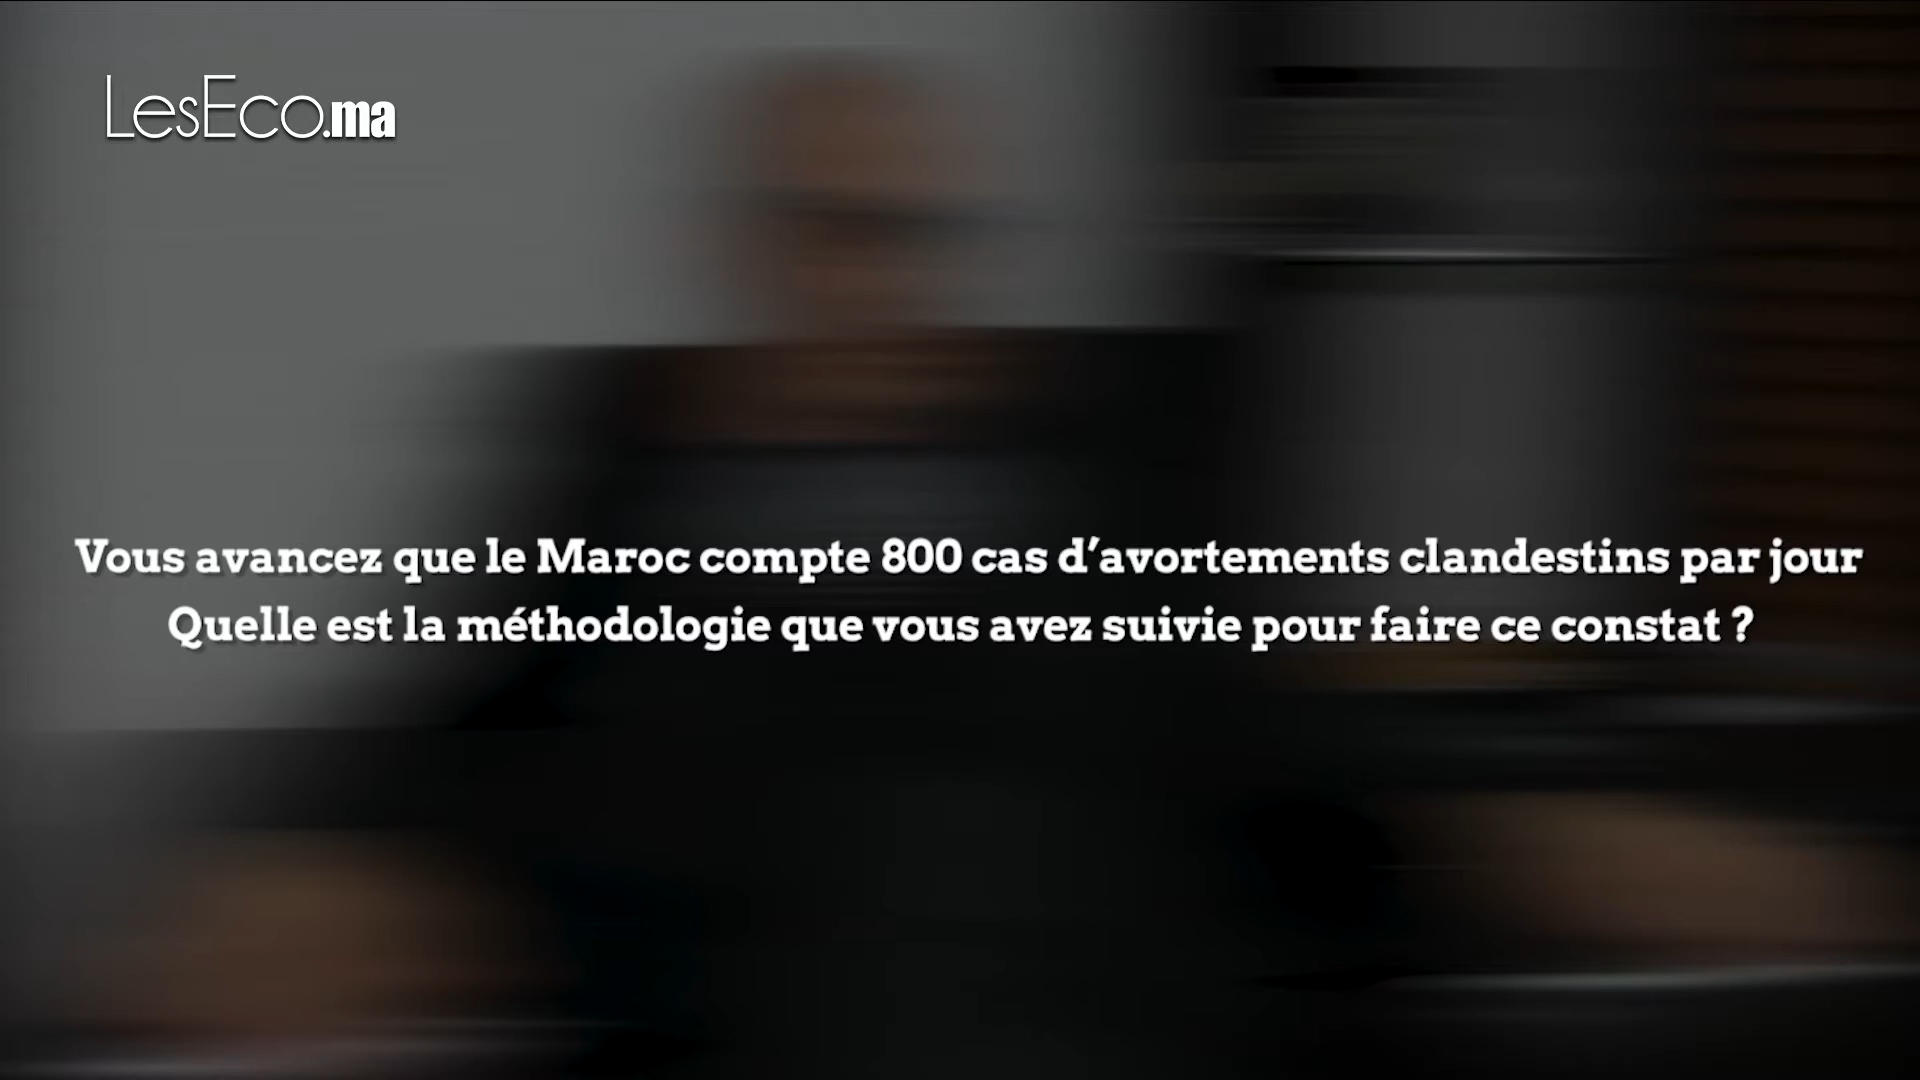 LesEco.ma
Vous avancez que le Maroc compte 800 cas d’avortements clandestins par jour
Quelle est la méthodologie que vous avez suivie pour faire ce constat ?